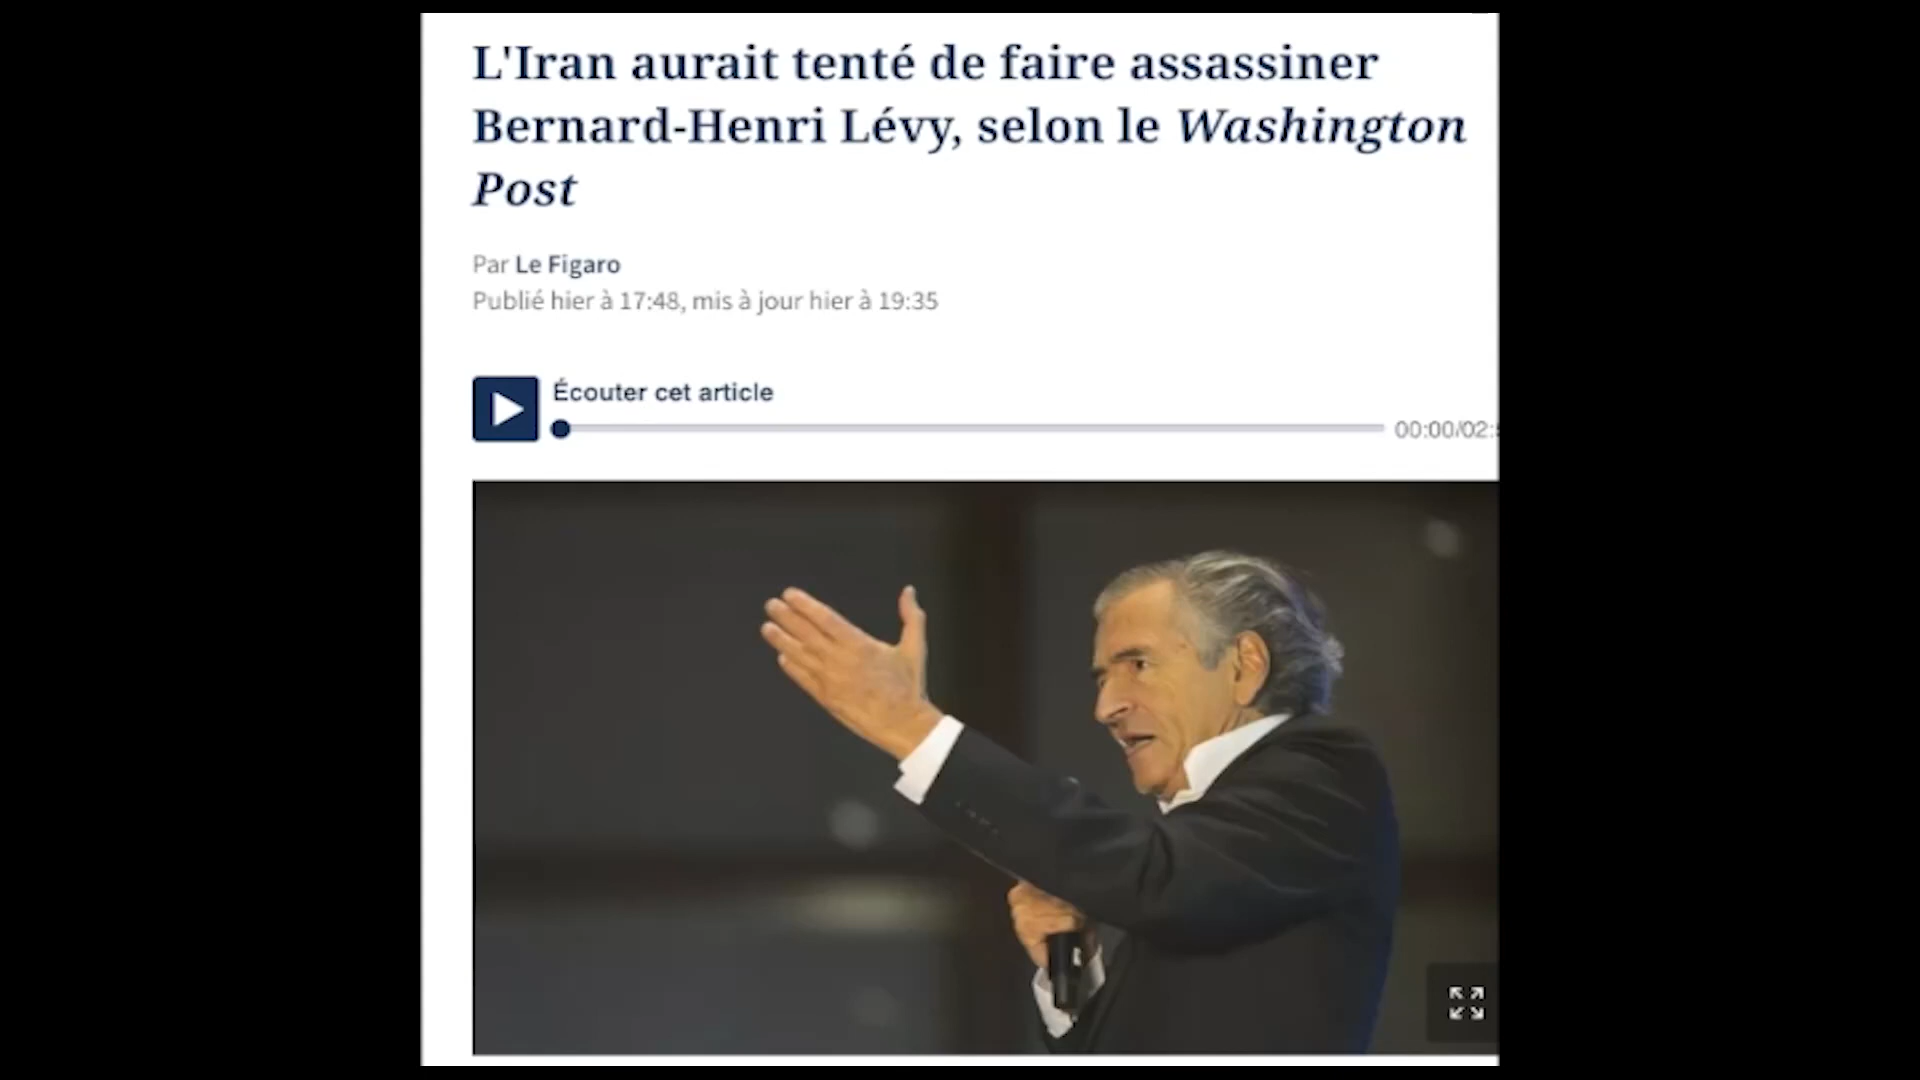 L'Iran aurait tenté de faire assassiner
Bernard-Henri Lévy, selon le Washington
Post
Par Le Figaro
Publié hier à 17:48, mis à jour hier à 19:35
Écouter cet article
00:00/02: